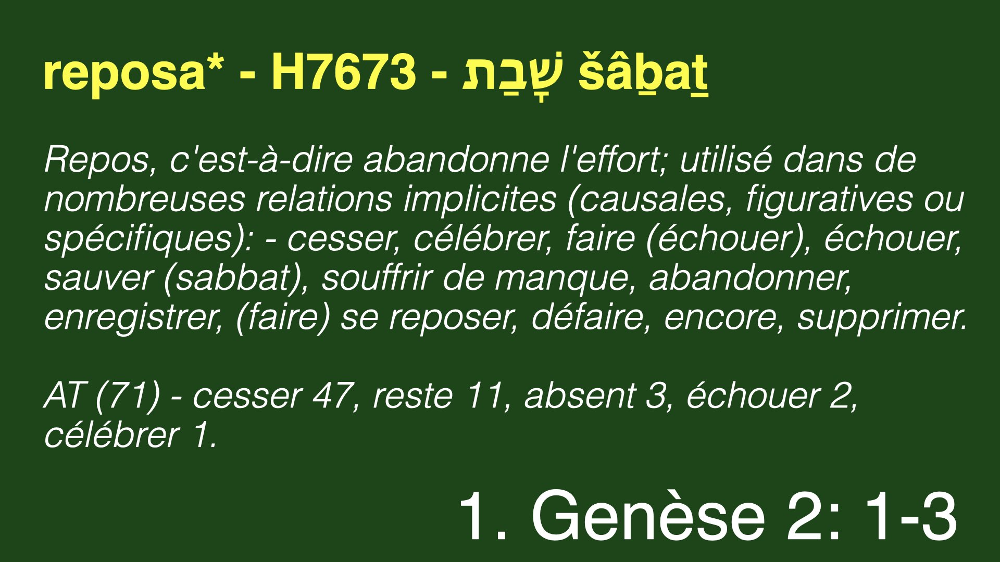 reposa* - H7673 - שָׁבַת šâḇaṯ
Repos, c'est-à-dire abandonne l'effort; utilisé dans de
nombreuses relations implicites (causales, figuratives ou
spécifiques): - cesser, célébrer, faire (échouer), échouer,
sauver (sabbat), souffrir de manque, abandonner,
enregistrer, (faire) se reposer, défaire, encore, supprimer.
AT (71) - cesser 47, reste 11, absent 3, échouer 2,
célébrer 1.
1. Genèse 2: 1-3